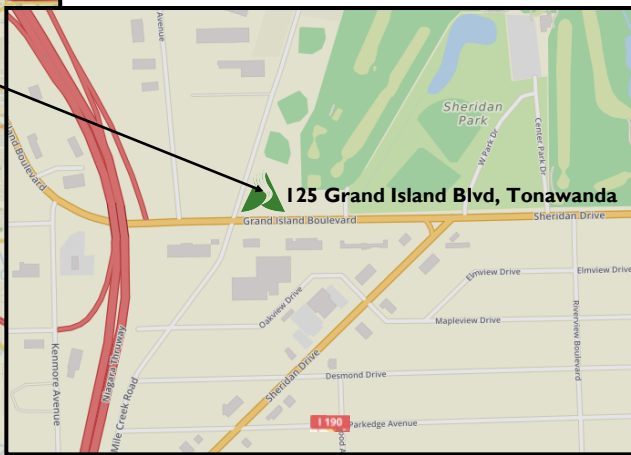 Avenue
land Boulevard
Sheridan
Park
W Park Dr
Center Park Dr
125 Grand Island Blvd, Tonawanda
Grand Island Boulevard
Sheridan Drive
Elmview Drive
Elmview Drive
Oakview Drive
Mapleview Drive
Riverview Boulevard
Kenmore Avenue
Niagara Thruway
Mile Creek Road
Sheridan Drive
Desmond Drive
I 190
Parkedge Avenue
ood A